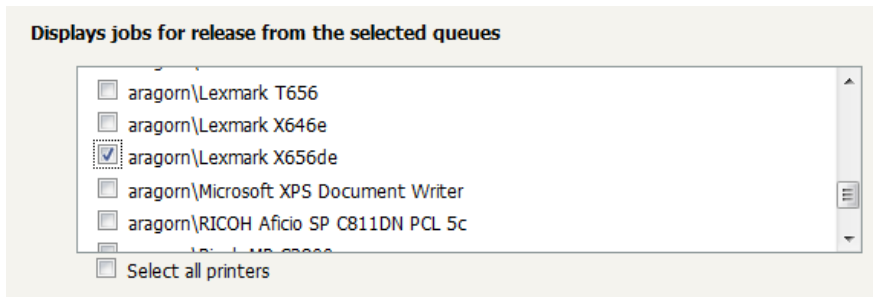 Displays jobs for release from the selected queues
aragorn\Lexmark T656
aragorn\Lexmark X646e
aragorn\Lexmark X656de
aragorn\Microsoft XPS Document Writer
aragorn\RICOH Aficio SP C811DN PCL 5c
Select all printers